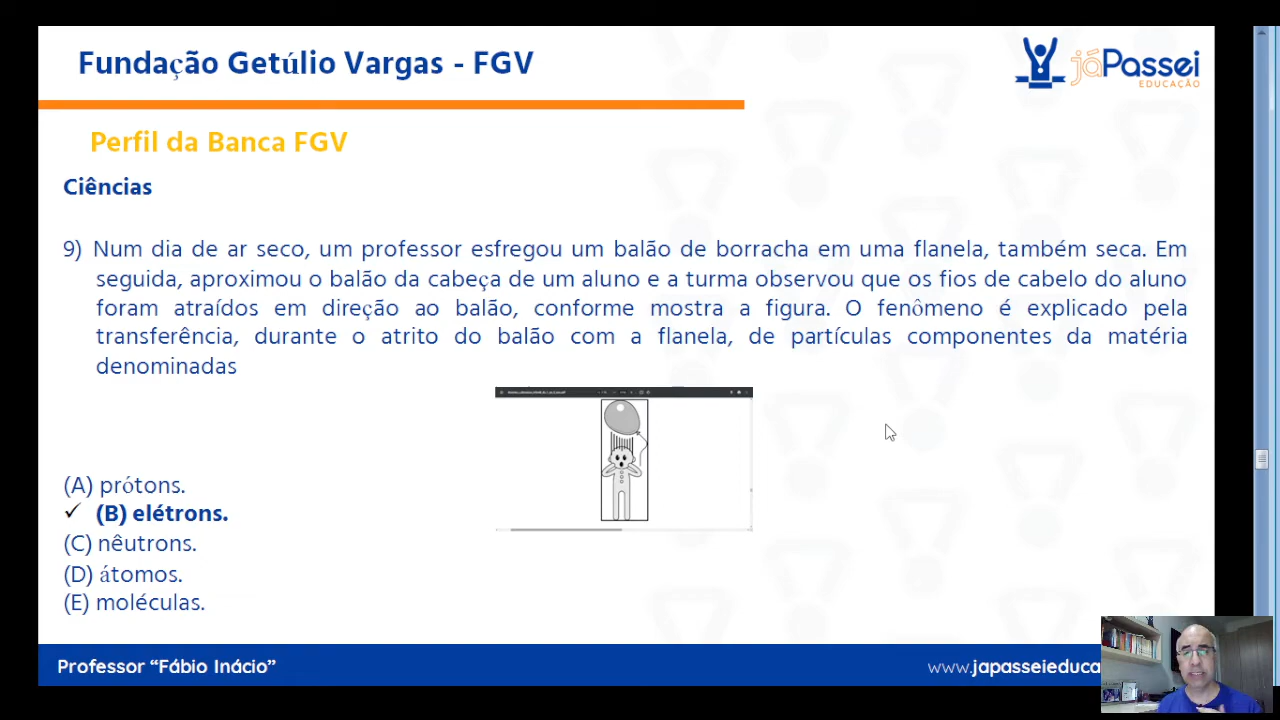 Fundação Getúlio Vargas - FGV
jáPassei
EDUCAÇÃO
Perfil da Banca FGV
Ciências
9) Num dia de ar seco, um professor esfregou um balão de borracha em uma flanela, também seca. Em
seguida, aproximou o balão da cabeça de um aluno e a turma observou que os fios de cabelo do aluno
foram atraídos em direção ao balão, conforme mostra a figura. O fenômeno é explicado pela
transferência, durante o atrito do balão com a flanela, de partículas componentes da matéria
denominadas
(A) prótons.
✓ (B) elétrons.
(C) nêutrons.
(D) átomos.
(E) moléculas.
Professor “Fábio Inácio”
www.japasseieduca